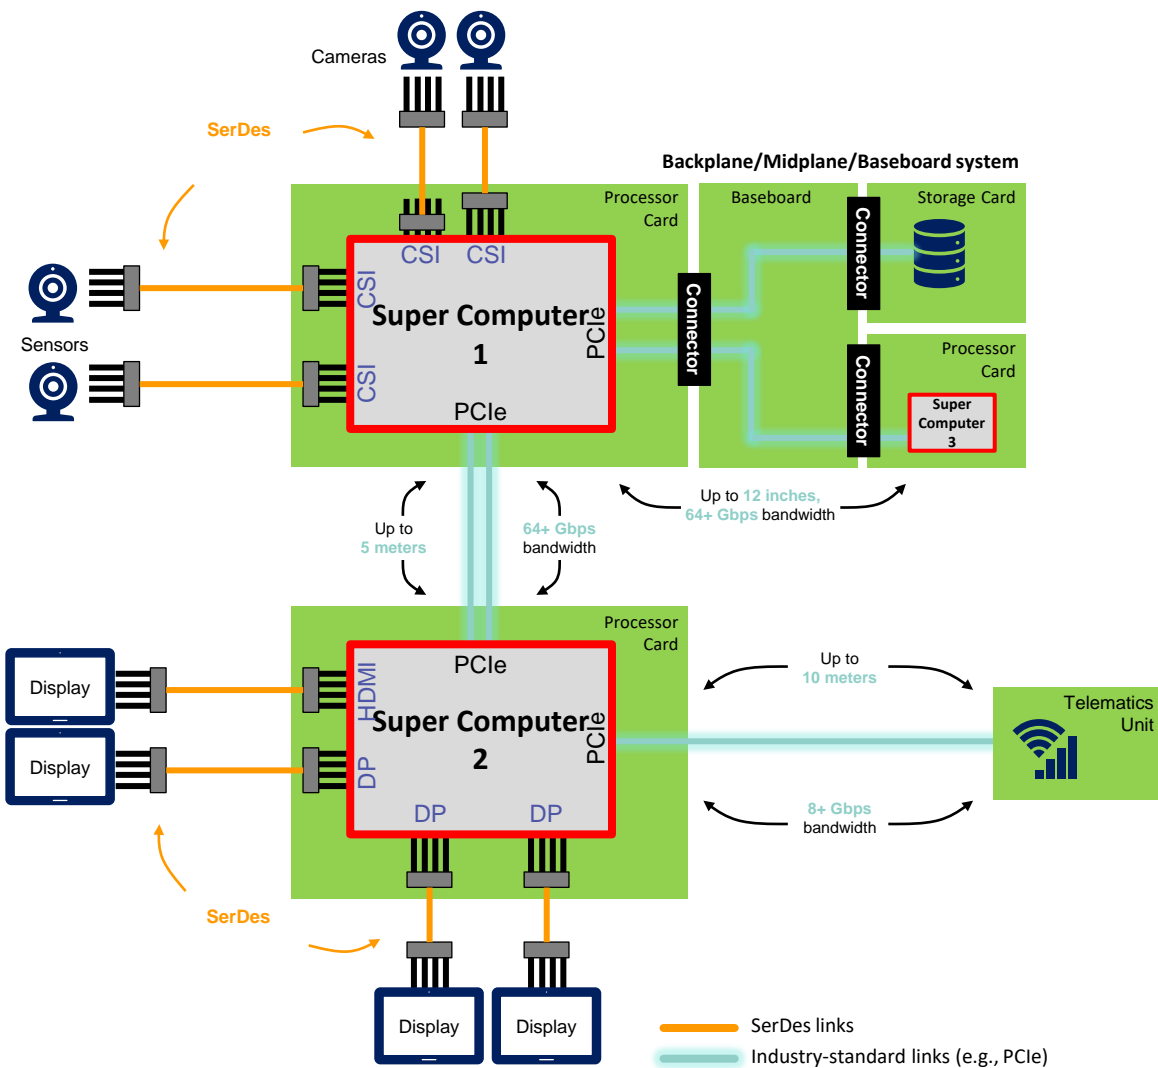 Cameras
SerDes
Backplane/Midplane/Baseboard system
Processor
Card
Baseboard
Storage Card
Connector
CSI
CSI
CSI
CSI
Sensors
Super Computer
1
PCIe
PCIe
Connector
Connector
Processor
Card
Super
Computer
3
Up to
5 meters
64+ Gbps
bandwidth
Up to 12 inches,
64+ Gbps bandwidth
Processor
Card
PCIe
HDMI
Super Computer
2
PCIe
DP
DP
DP
Display
Display
Up to
10 meters
Telematics
Unit
8+ Gbps
bandwidth
SerDes
Display
Display
SerDes links
Industry-standard links (e.g., PCIe)